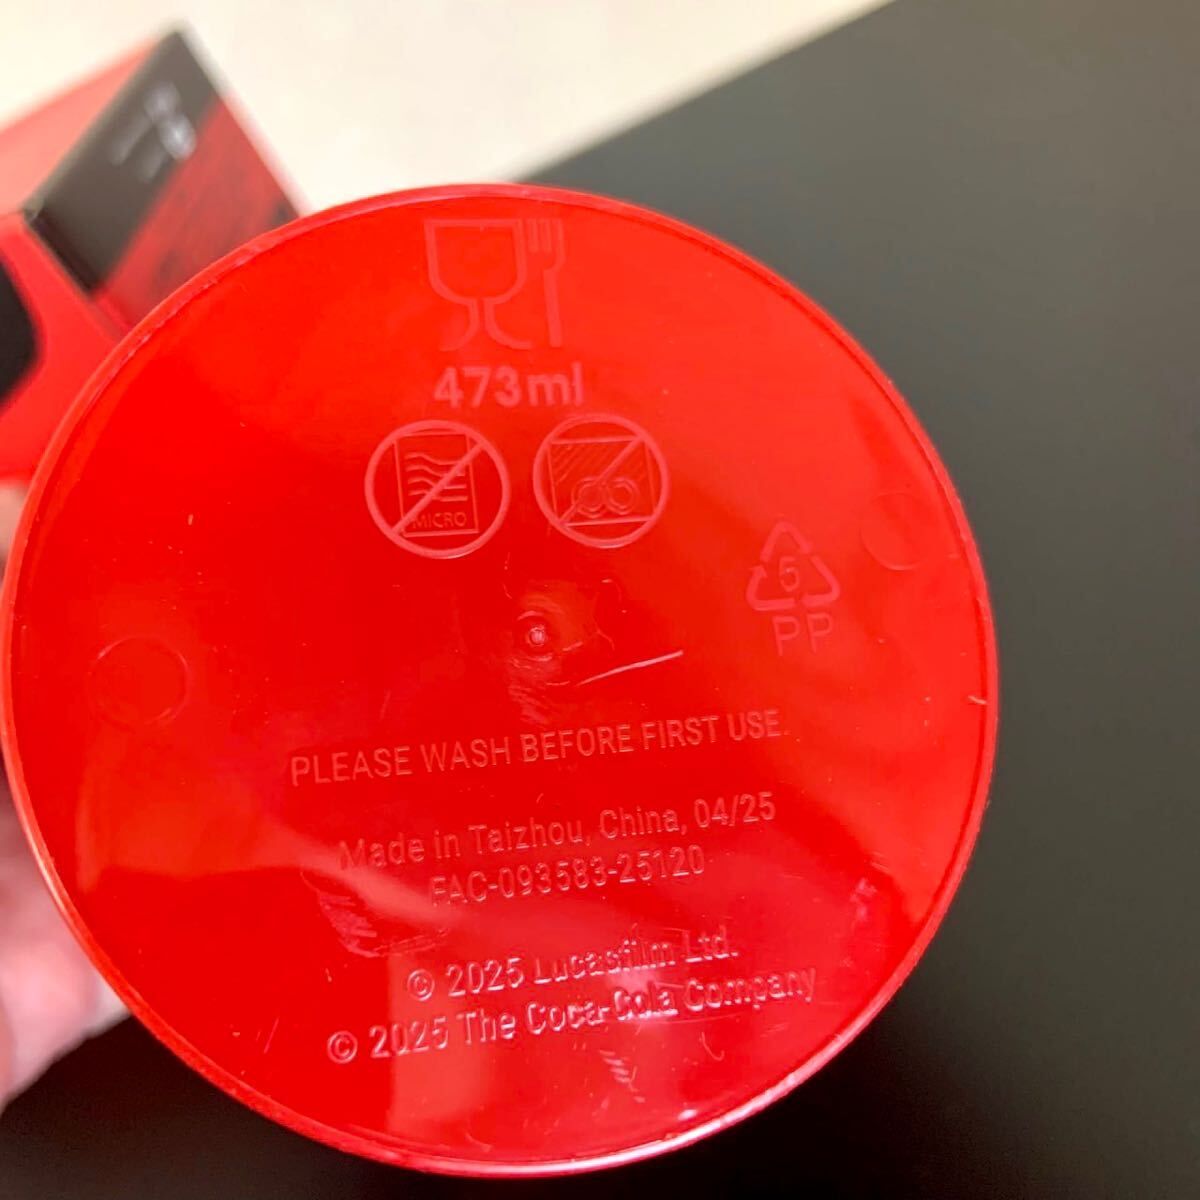 473ml
MICRO
5
PP
PLEASE WASH BEFORE FIRST USE.
Made in Taizhou, China, 04/25
FAC-093583-25120
© 2025 Lucasfilm Ltd.
© 2025 The Coca-Cola Company